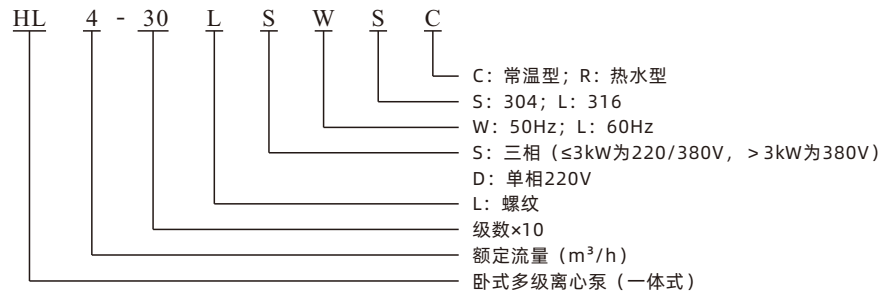 HL 4 - 30 L S W S C
C：常温型；R：热水型
S：304；L：316
W：50Hz；L：60Hz
S：三相（≤3kW为220/380V，＞3kW为380V）
D：单相220V
L：螺纹
级数×10
额定流量（m³/h）
卧式多级离心泵（一体式）